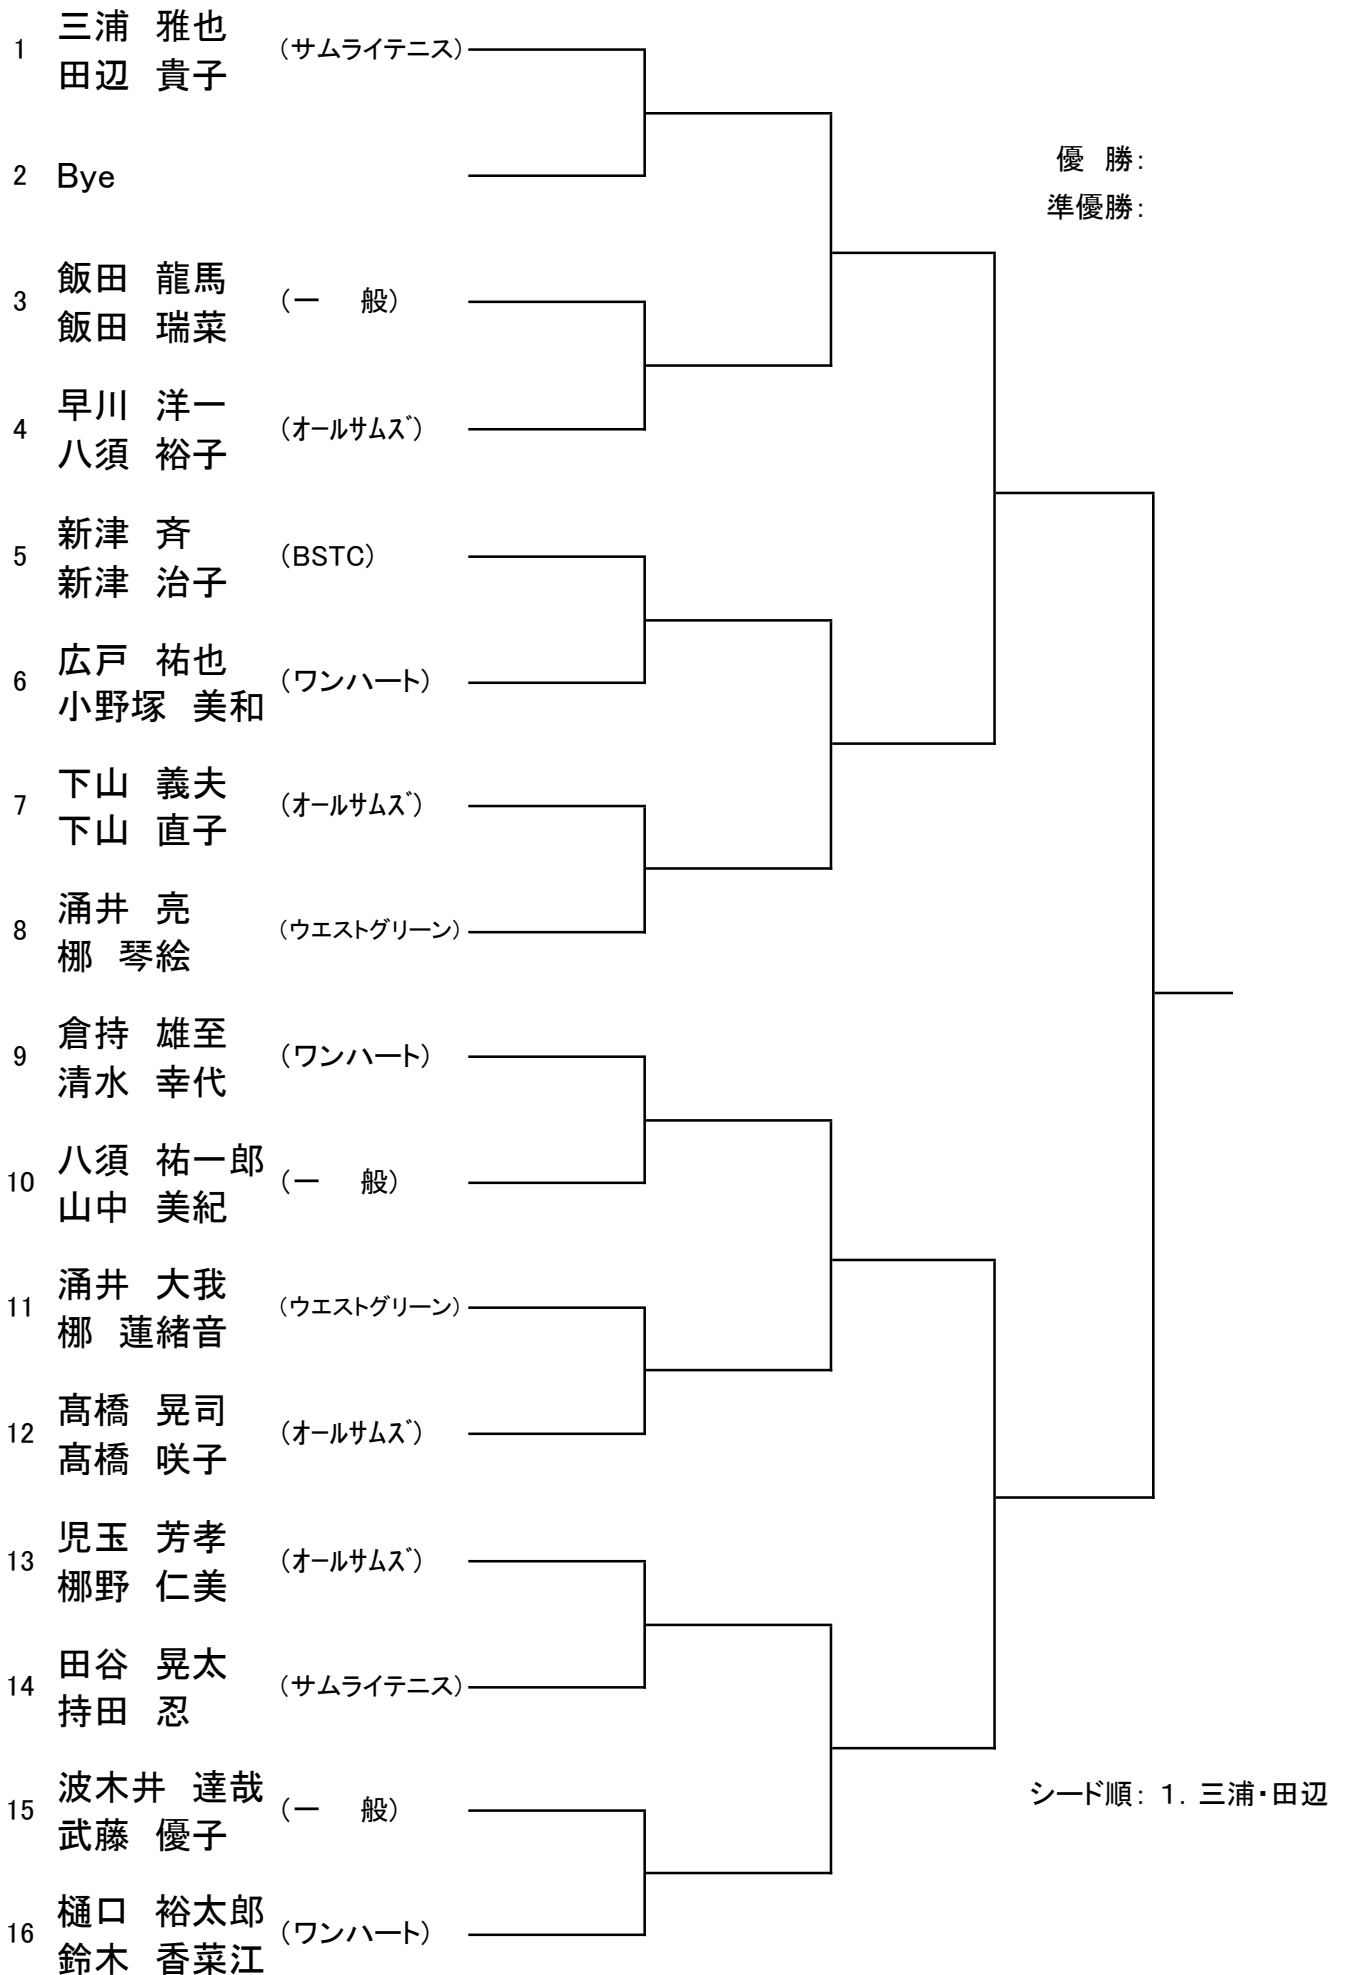 1 三浦　雅也 (サムライテニス)
田辺　貴子
優　勝:
2 Bye
準優勝:
3 飯田　龍馬 (一　般)
飯田　瑞菜
4 早川　洋一 (オールサムズ)
八須　裕子
5 新津　斉 (BSTC)
新津　治子
6 広戸　祐也 (ワンハート)
小野塚　美和
7 下山　義夫 (オールサムズ)
下山　直子
8 涌井　亮 (ウエストグリーン)
梛　琴絵
9 倉持　雄至 (ワンハート)
清水　幸代
10 八須　祐一郎 (一　般)
山中　美紀
11 涌井　大我 (ウエストグリーン)
梛　蓮緒音
12 髙橋　晃司 (オールサムズ)
髙橋　咲子
13 児玉　芳孝 (オールサムズ)
梛野　仁美
14 田谷　晃太 (サムライテニス)
持田　忍
15 波木井　達哉 (一　般)
武藤　優子
シード順: 1. 三浦・田辺
16 樋口　裕太郎 (ワンハート)
鈴木　香菜江